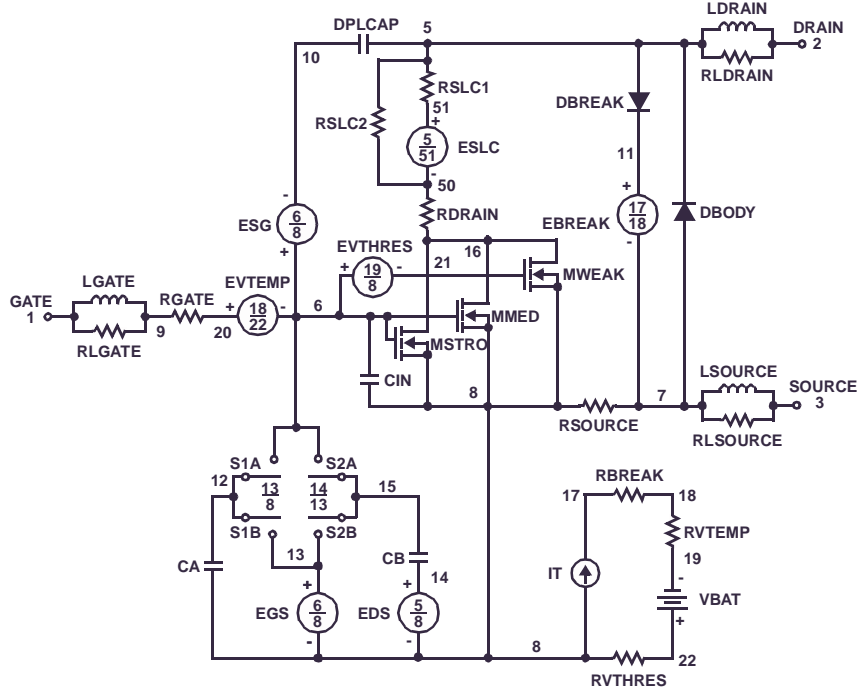 LDRAIN
DPLCAP
5
DRAIN
2
10
RLDRAIN
RSLC1
51
DBREAK
RSLC2
+
5
51
ESLC
-
50
11
-
+
ESG
6
8
RDRAIN
EBREAK
17
18
DBODY
+
EVTHRES
16
-
+
19
8
-
21
MWEAK
LGATE
EVTEMP
GATE
1
RGATE
+
18
22
-
6
MMED
9
20
MSTRO
RLGATE
LSOURCE
CIN
8
7
SOURCE
3
RSOURCE
RLSOURCE
S1A
S2A
RBREAK
12
13
8
14
13
15
17
18
S1B
S2B
RVTEMP
13
CB
19
CA
IT
-
+
+
14
VBAT
EGS
6
8
EDS
5
8
+
-
-
8
22
RVTHRES